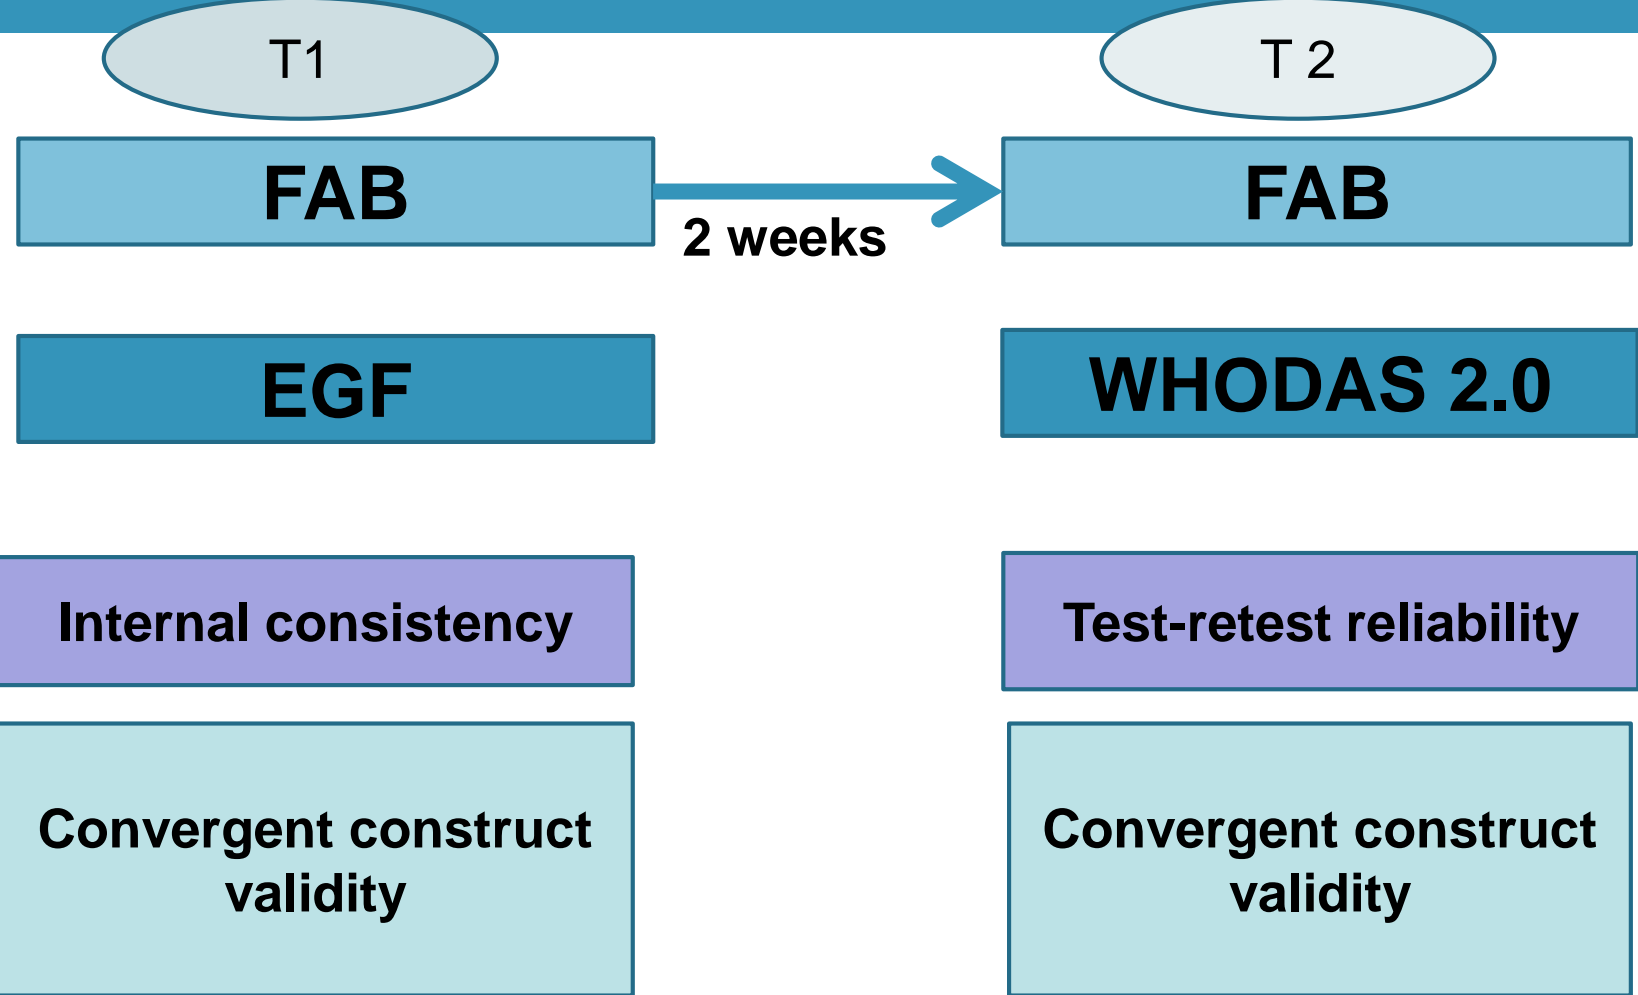 T1
T 2
FAB
2 weeks
FAB
EGF
WHODAS 2.0
Internal consistency
Test-retest reliability
Convergent construct
validity
Convergent construct
validity